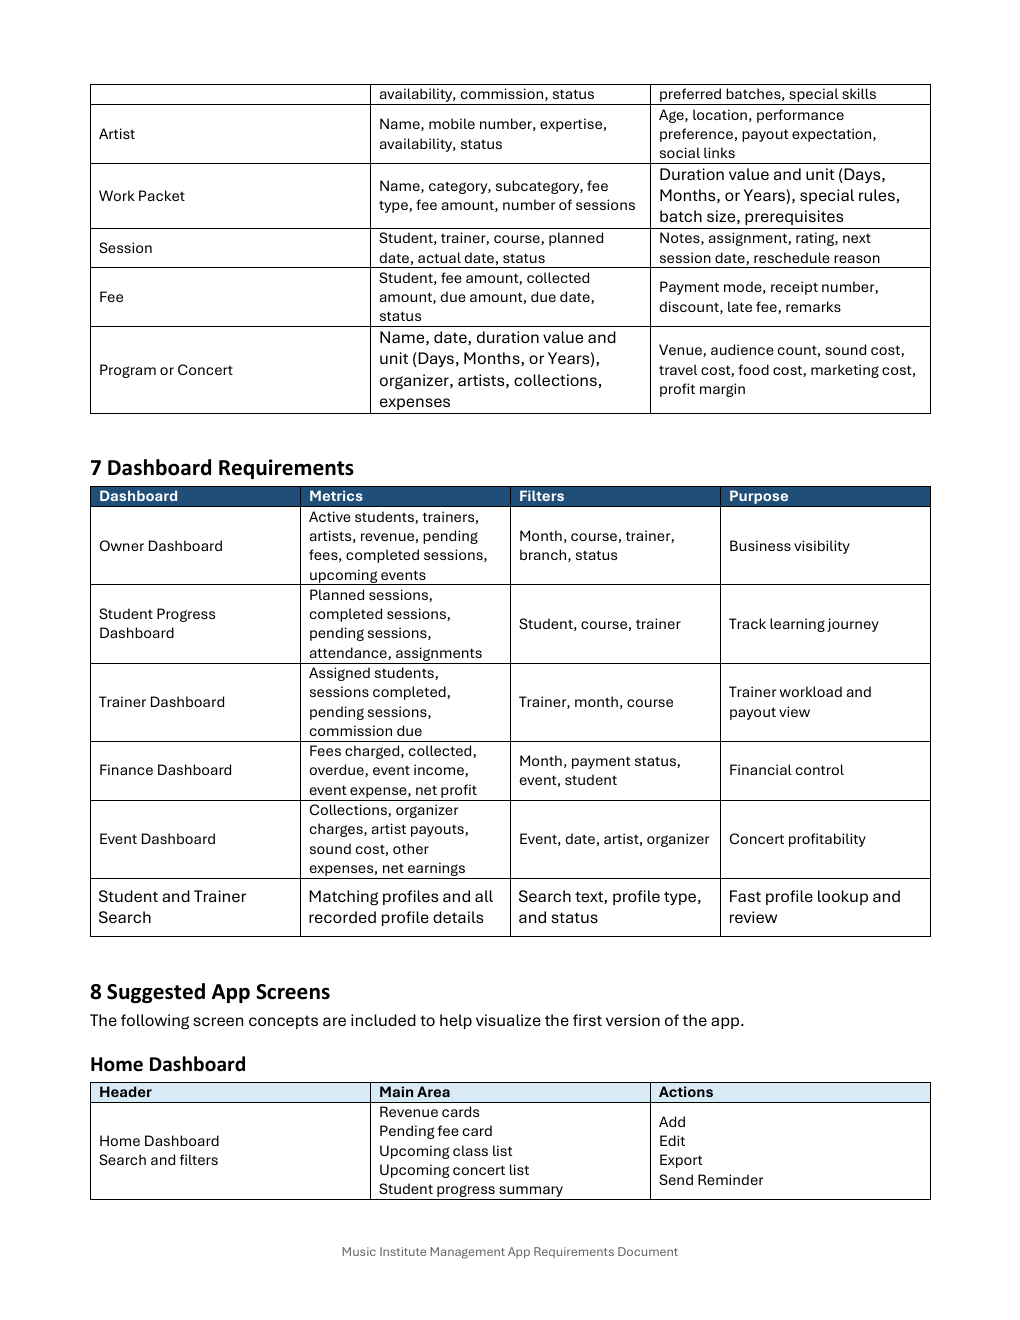 availability, commission, status
preferred batches, special skills
Artist
Name, mobile number, expertise,
availability, status
Age, location, performance
preference, payout expectation,
social links
Work Packet
Name, category, subcategory, fee
type, fee amount, number of sessions
Duration value and unit (Days,
Months, or Years), special rules,
batch size, prerequisites
Session
Student, trainer, course, planned
date, actual date, status
Notes, assignment, rating, next
session date, reschedule reason
Fee
Student, fee amount, collected
amount, due amount, due date,
status
Payment mode, receipt number,
discount, late fee, remarks
Program or Concert
Name, date, duration value and
unit (Days, Months, or Years),
organizer, artists, collections,
expenses
Venue, audience count, sound cost,
travel cost, food cost, marketing cost,
profit margin
7 Dashboard Requirements
Dashboard
Metrics
Filters
Purpose
Owner Dashboard
Active students, trainers,
artists, revenue, pending
fees, completed sessions,
upcoming events
Month, course, trainer,
branch, status
Business visibility
Student Progress
Dashboard
Planned sessions,
completed sessions,
pending sessions,
attendance, assignments
Student, course, trainer
Track learning journey
Trainer Dashboard
Assigned students,
sessions completed,
pending sessions,
commission due
Trainer, month, course
Trainer workload and
payout view
Finance Dashboard
Fees charged, collected,
overdue, event income,
event expense, net profit
Month, payment status,
event, student
Financial control
Event Dashboard
Collections, organizer
charges, artist payouts,
sound cost, other
expenses, net earnings
Event, date, artist, organizer
Concert profitability
Student and Trainer
Search
Matching profiles and all
recorded profile details
Search text, profile type,
and status
Fast profile lookup and
review
8 Suggested App Screens
The following screen concepts are included to help visualize the first version of the app.
Home Dashboard
Header
Main Area
Actions
Home Dashboard
Search and filters
Revenue cards
Pending fee card
Upcoming class list
Upcoming concert list
Student progress summary
Add
Edit
Export
Send Reminder
Music Institute Management App Requirements Document